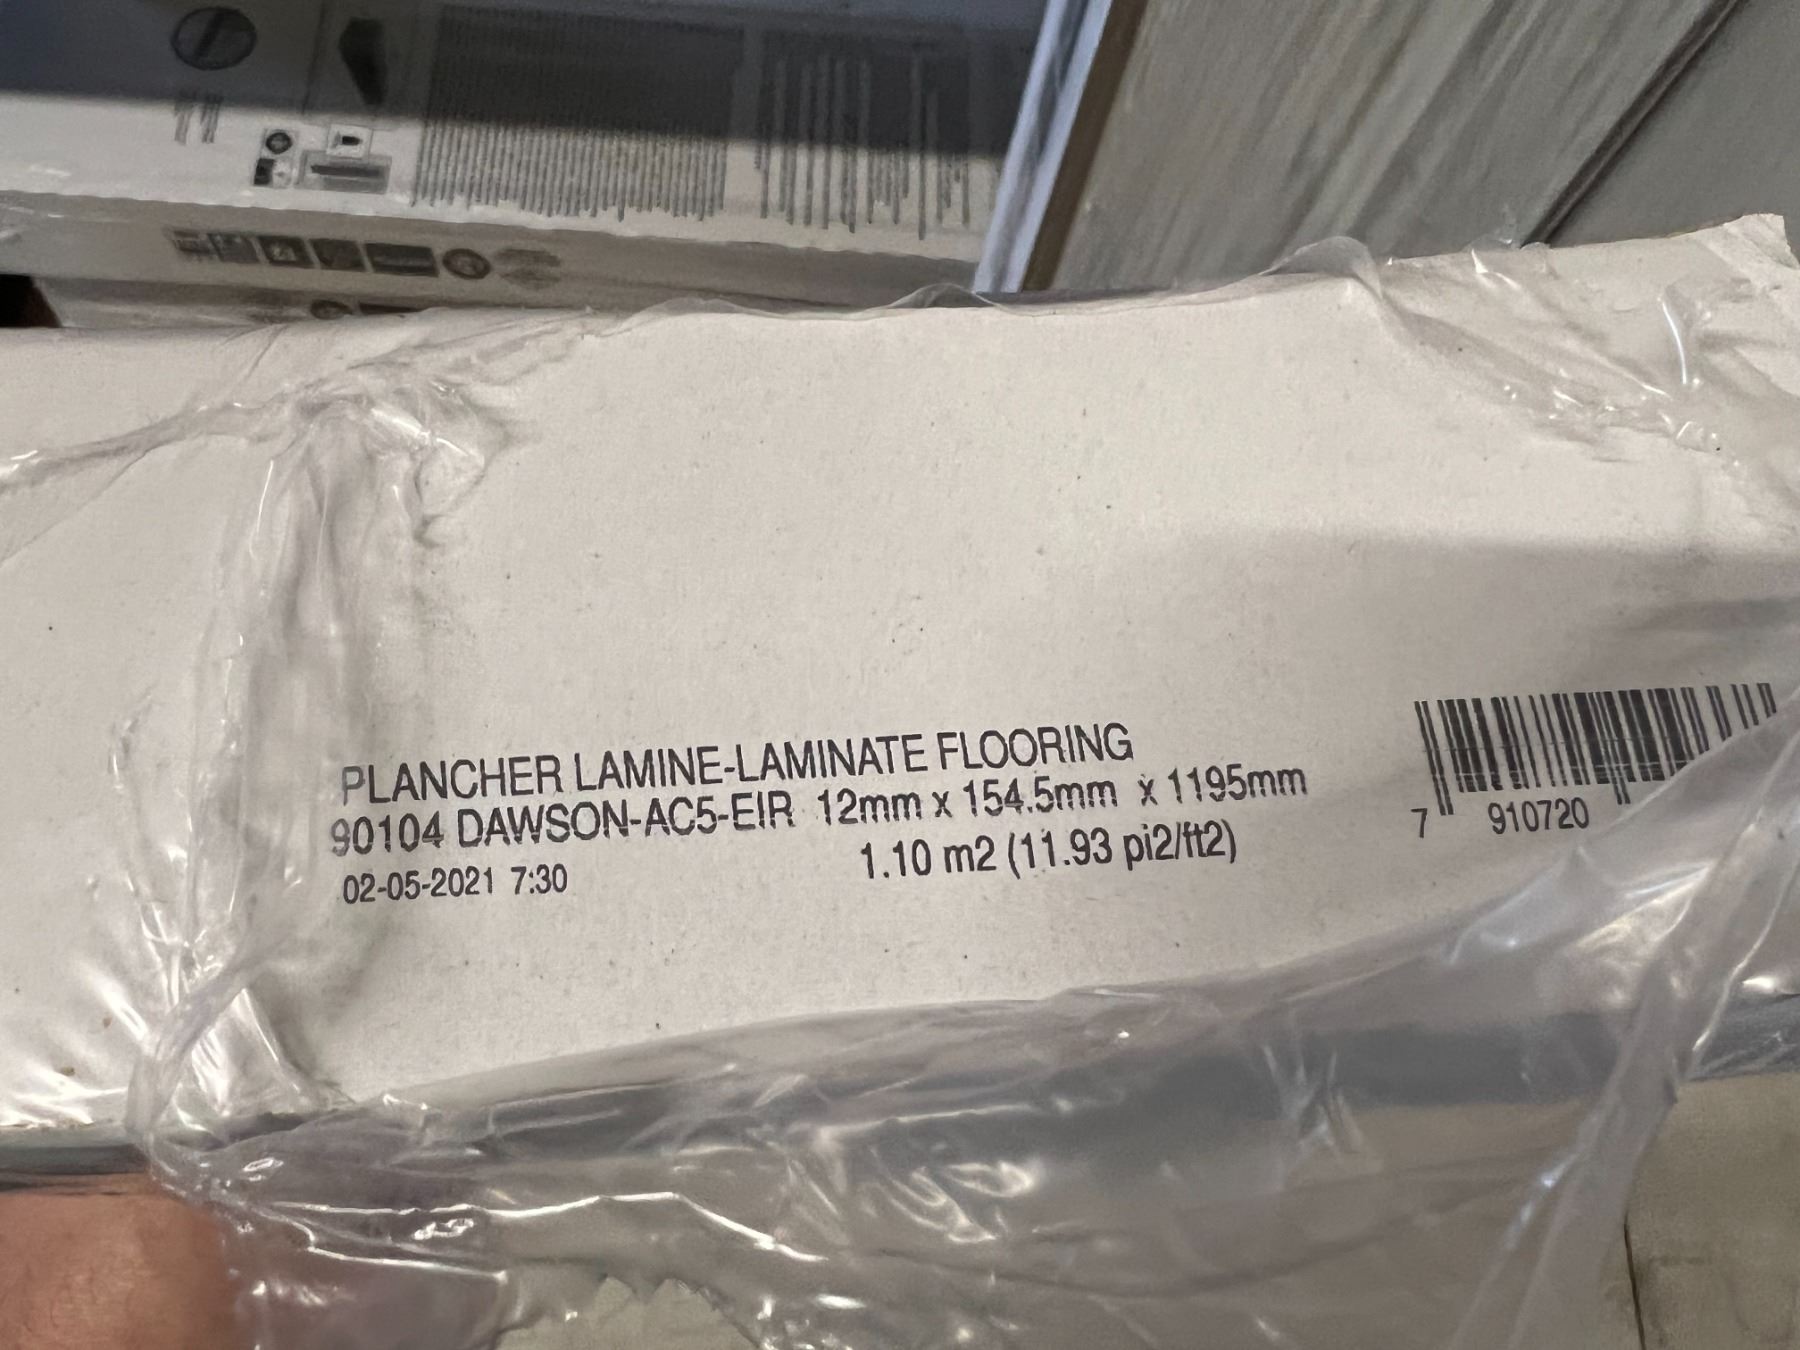 PLANCHER LAMINE-LAMINATE FLOORING
90104 DAWSON-AC5-EIR 12mm x 154.5mm x 1195mm
02-05-2021 7:30 1.10 m2 (11.93 pi2/ft2)
7 910720